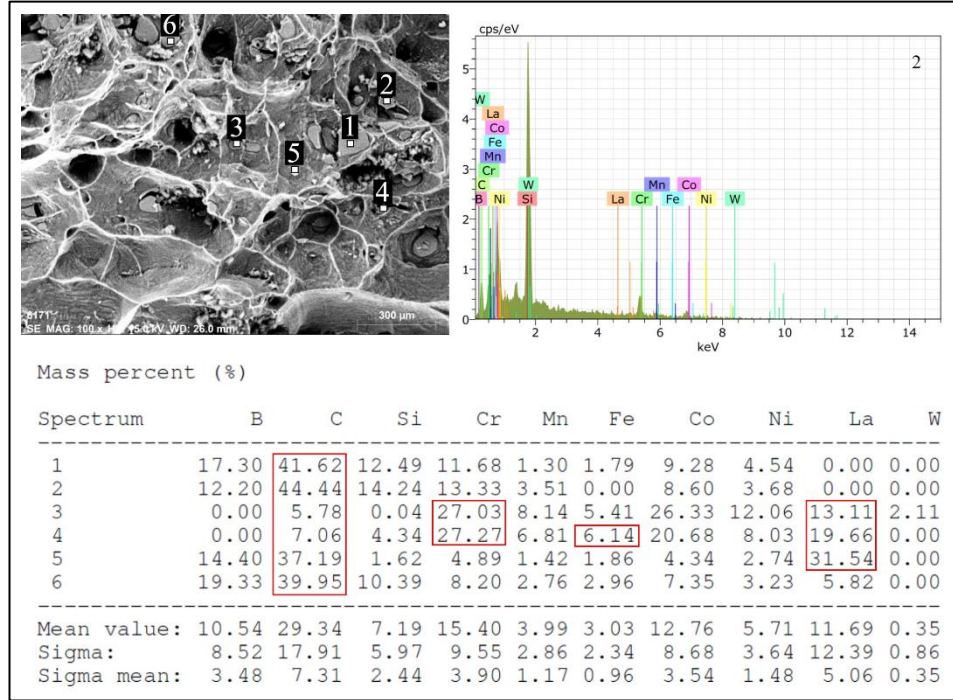 6
2
3
1
5
4
6171
SE MAG: 100 x HV: 15.0 kV WD: 26.0 mm
300 µm
cps/eV
2
5
4
3
2
1
0
W
La
Co
Fe
Mn
Cr
C
B Ni
W
Si
La Cr Mn Fe Co Ni W
2 4 6 8 10 12 14
keV
Mass percent (%)
Spectrum B C Si Cr Mn Fe Co Ni La W
1 17.30 41.62 12.49 11.68 1.30 1.79 9.28 4.54 0.00 0.00
2 12.20 44.44 14.24 13.33 3.51 0.00 8.60 3.68 0.00 0.00
3 0.00 5.78 0.04 27.03 8.14 5.41 26.33 12.06 13.11 2.11
4 0.00 7.06 4.34 27.27 6.81 6.14 20.68 8.03 19.66 0.00
5 14.40 37.19 1.62 4.89 1.42 1.86 4.34 2.74 31.54 0.00
6 19.33 39.95 10.39 8.20 2.76 2.96 7.35 3.23 5.82 0.00
Mean value: 10.54 29.34 7.19 15.40 3.99 3.03 12.76 5.71 11.69 0.35
Sigma: 8.52 17.91 5.97 9.55 2.86 2.34 8.68 3.64 12.39 0.86
Sigma mean: 3.48 7.31 2.44 3.90 1.17 0.96 3.54 1.48 5.06 0.35